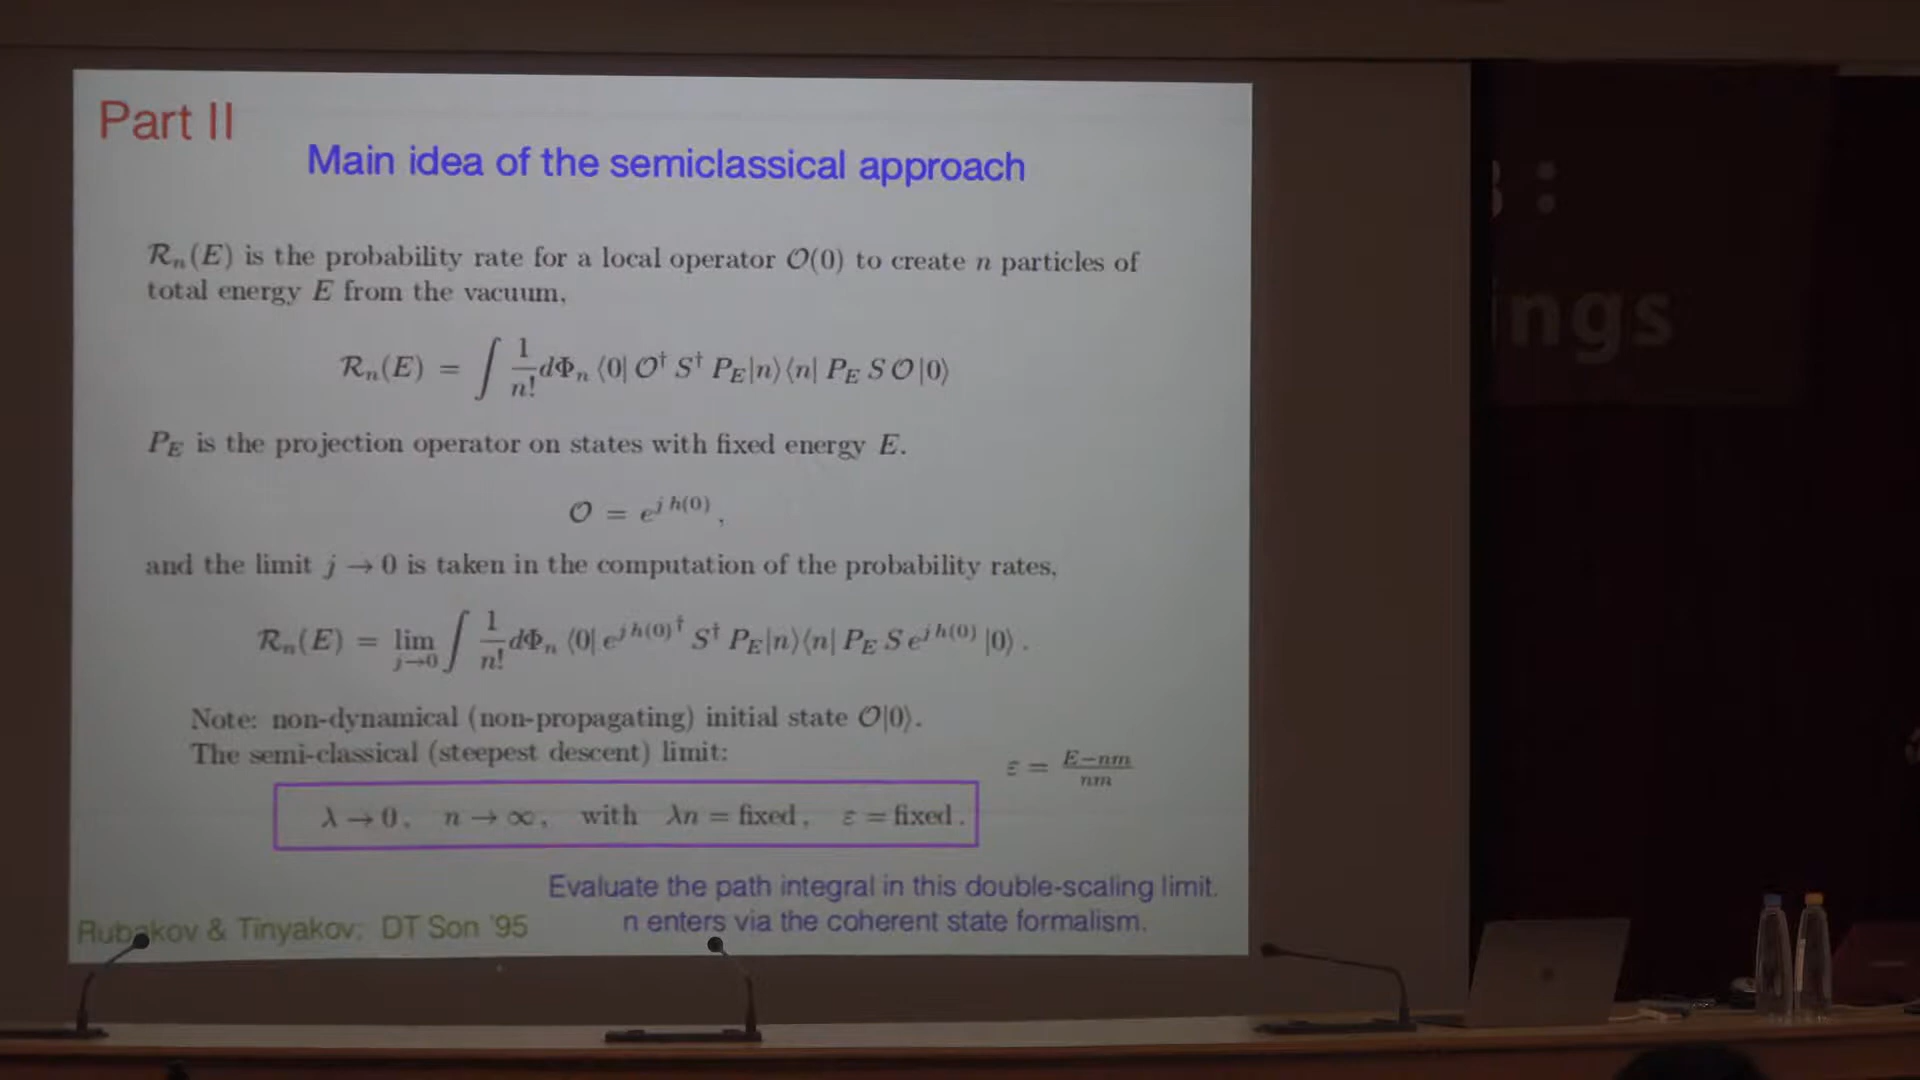 Part II
Main idea of the semiclassical approach
ℛₙ(E) is the probability rate for a local operator 𝒪(0) to create n particles of
total energy E from the vacuum,
ℛₙ(E) = ∫ 1/n! dΦₙ ⟨0| 𝒪† S† P_E|n⟩⟨n| P_E S 𝒪 |0⟩
P_E is the projection operator on states with fixed energy E.
𝒪 = e^{j h(0)},
and the limit j → 0 is taken in the computation of the probability rates,
ℛₙ(E) = lim_{j→0} ∫ 1/n! dΦₙ ⟨0| e^{j h(0)†} S† P_E|n⟩⟨n| P_E S e^{j h(0)} |0⟩ .
Note: non-dynamical (non-propagating) initial state 𝒪|0⟩.
The semi-classical (steepest descent) limit:
ε = E−nm/nm
λ → 0, n → ∞, with λn = fixed, ε = fixed.
Evaluate the path integral in this double-scaling limit.
n enters via the coherent state formalism.
Rubakov & Tinyakov; DT Son '95
:
ngs